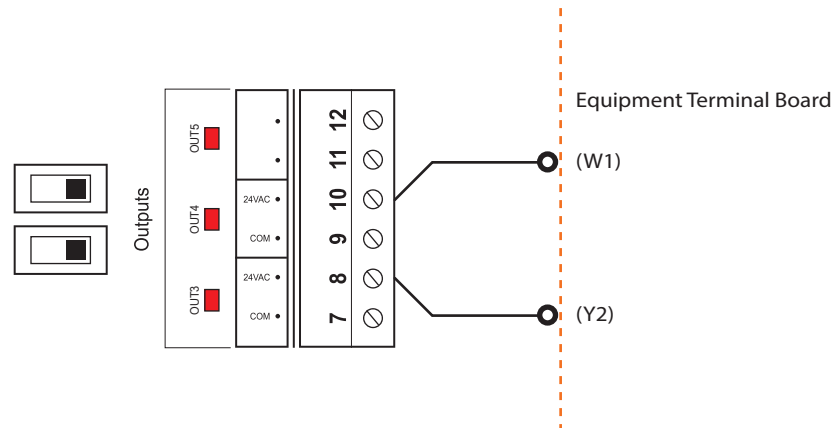 Equipment Terminal Board
(W1)
(Y2)
Outputs
OUT5
OUT4
OUT3
24VAC
COM
24VAC
COM
12
11
10
9
8
7